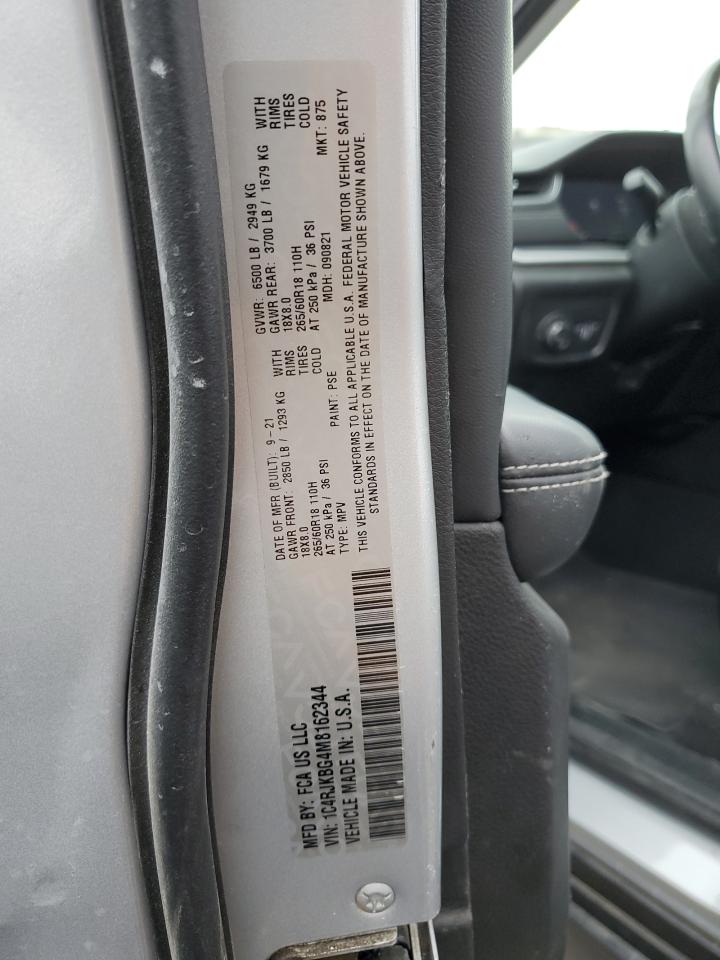 MFD BY: FCA US LLC
VIN: 1C4RJKBG4M8162344
VEHICLE MADE IN: U.S.A.
DATE OF MFR (BUILT): 9-21
GAWR FRONT: 2850 LB / 1293 KG WITH
18X8.0 RIMS
265/60R18 110H TIRES
AT 250 kPa / 36 PSI COLD
TYPE: MPV PAINT: PSE
GVWR: 6500 LB / 2949 KG
GAWR REAR: 3700 LB / 1679 KG WITH
18X8.0 RIMS
265/60R18 110H TIRES
AT 250 kPa / 36 PSI COLD
MDH: 090821 MKT: 875
THIS VEHICLE CONFORMS TO ALL APPLICABLE U.S.A. FEDERAL MOTOR VEHICLE SAFETY
STANDARDS IN EFFECT ON THE DATE OF MANUFACTURE SHOWN ABOVE.